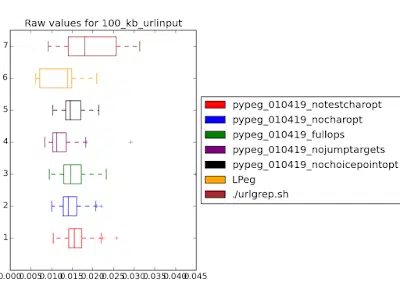 Raw values for 100_kb_urlinput
7
6
5
4
3
2
1
0.000 0.005 0.010 0.015 0.020 0.025 0.030 0.035 0.040 0.045
pypeg_010419_notestcharopt
pypeg_010419_nocharopt
pypeg_010419_fullops
pypeg_010419_nojumptargets
pypeg_010419_nochoicepointopt
LPeg
./urlgrep.sh